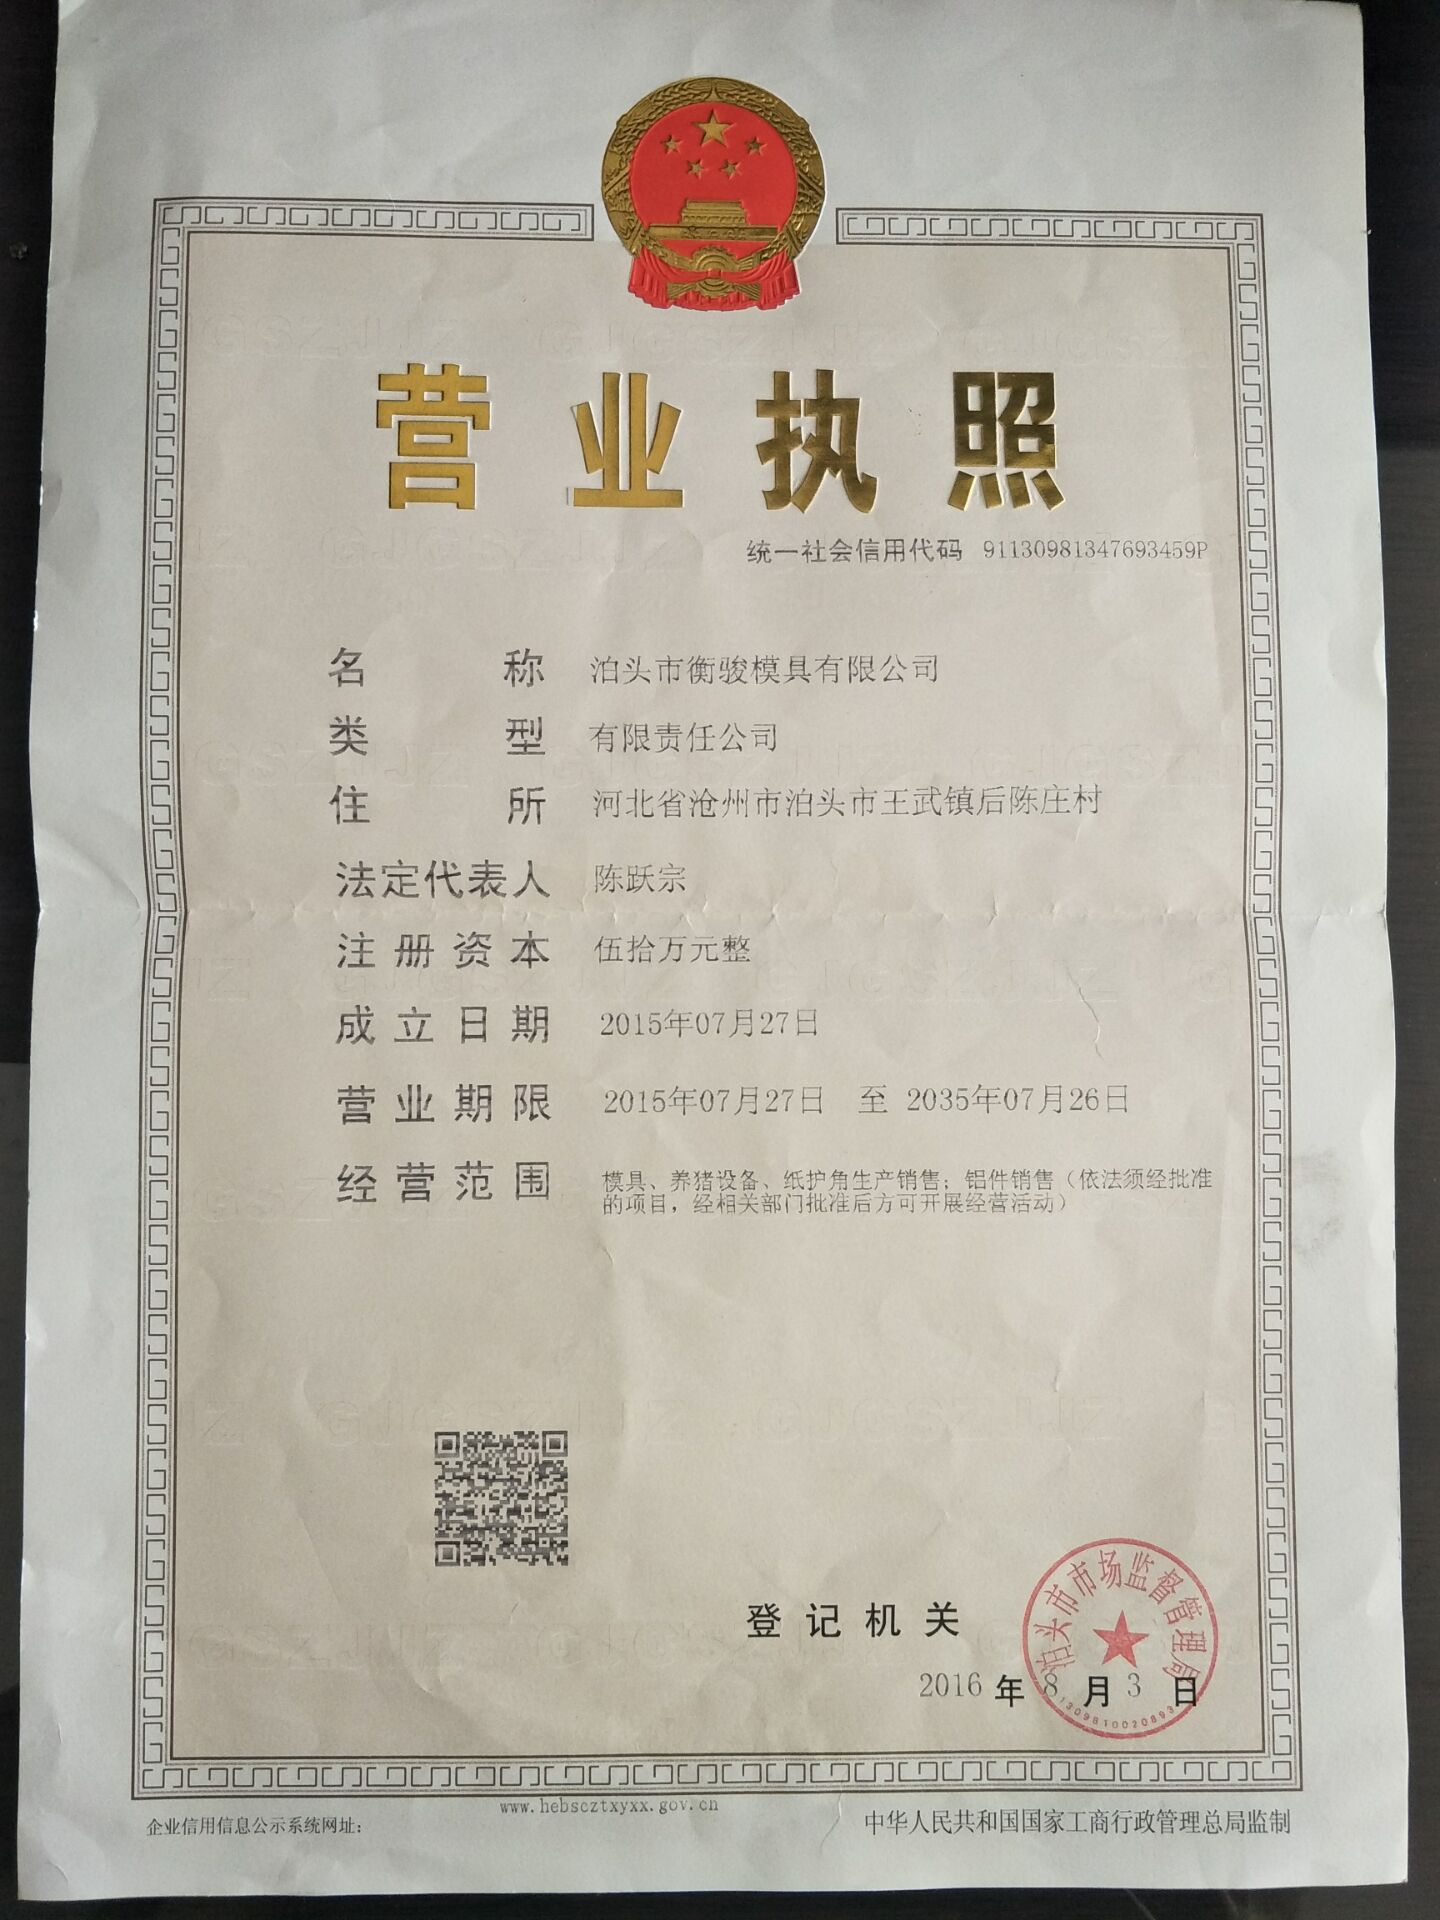 营业执照
统一社会信用代码 91130981347693459P
名称 泊头市衡骏模具有限公司
类型 有限责任公司
住所 河北省沧州市泊头市王武镇后陈庄村
法定代表人 陈跃宗
注册资本 伍拾万元整
成立日期 2015年07月27日
营业期限 2015年07月27日 至 2035年07月26日
经营范围 模具、养猪设备、纸护角生产销售；铝件销售（依法须经批准
的项目，经相关部门批准后方可开展经营活动）
泊头市市场监督管理局
登记机关
2016年8月3日
1309810020893
www.hebscztxyxx.gov.cn
企业信用信息公示系统网址：
中华人民共和国国家工商行政管理总局监制